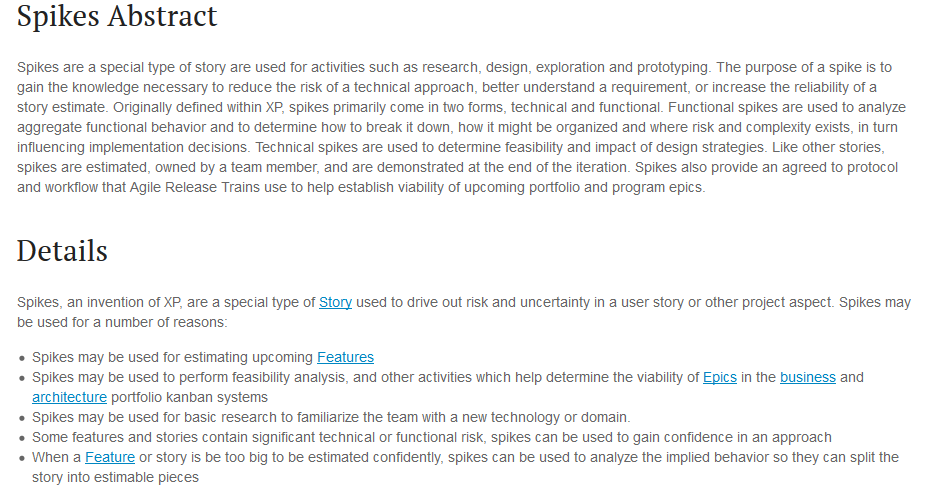 Spikes Abstract
Spikes are a special type of story are used for activities such as research, design, exploration and prototyping. The purpose of a spike is to
gain the knowledge necessary to reduce the risk of a technical approach, better understand a requirement, or increase the reliability of a
story estimate. Originally defined within XP, spikes primarily come in two forms, technical and functional. Functional spikes are used to analyze
aggregate functional behavior and to determine how to break it down, how it might be organized and where risk and complexity exists, in turn
influencing implementation decisions. Technical spikes are used to determine feasibility and impact of design strategies. Like other stories,
spikes are estimated, owned by a team member, and are demonstrated at the end of the iteration. Spikes also provide an agreed to protocol
and workflow that Agile Release Trains use to help establish viability of upcoming portfolio and program epics.
Details
Spikes, an invention of XP, are a special type of Story used to drive out risk and uncertainty in a user story or other project aspect. Spikes may
be used for a number of reasons:
• Spikes may be used for estimating upcoming Features
• Spikes may be used to perform feasibility analysis, and other activities which help determine the viability of Epics in the business and
architecture portfolio kanban systems
• Spikes may be used for basic research to familiarize the team with a new technology or domain.
• Some features and stories contain significant technical or functional risk, spikes can be used to gain confidence in an approach
• When a Feature or story is be too big to be estimated confidently, spikes can be used to analyze the implied behavior so they can split the
story into estimable pieces